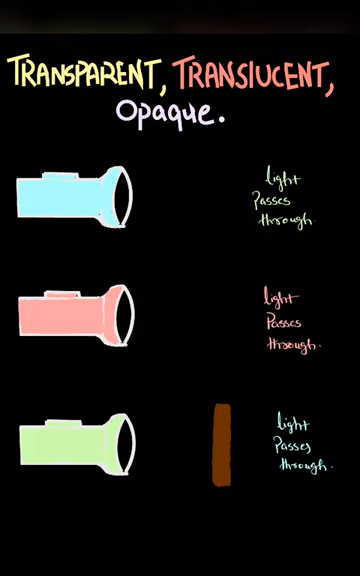 TRANSPARENT, TRANSLUCENT,
Opaque.
light
Passes
through.
light
Passes
through.
light
Passes
through.